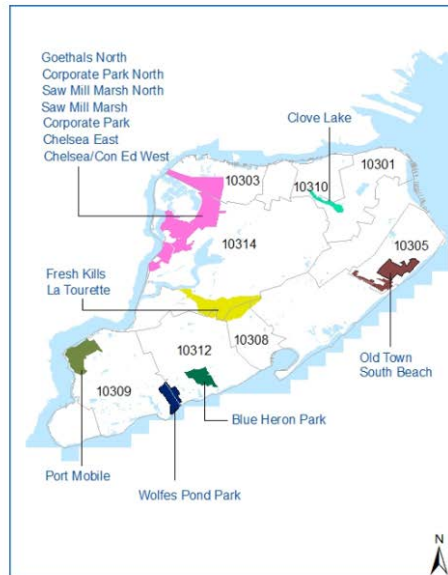 Goethals North
Corporate Park North
Saw Mill Marsh North
Saw Mill Marsh
Corporate Park
Chelsea East
Chelsea/Con Ed West
Clove Lake
10301
10303
10310
10314
10305
Fresh Kills
La Tourette
10312
10308
Old Town
South Beach
10309
Blue Heron Park
Port Mobile
Wolfes Pond Park
N